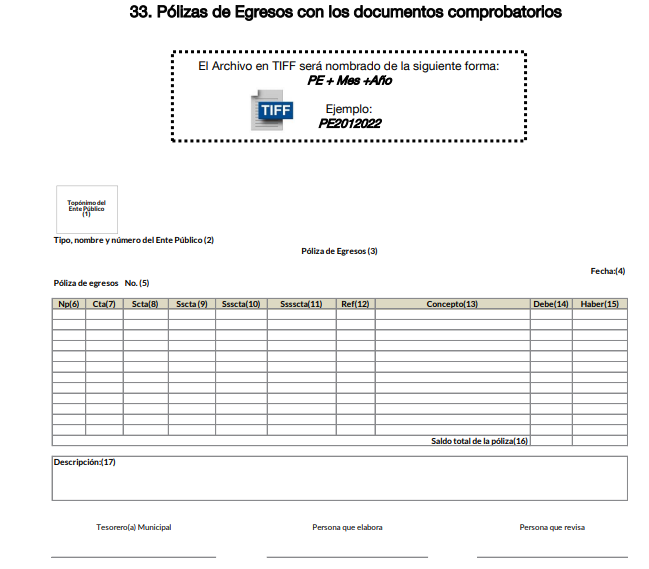 33. Pólizas de Egresos con los documentos comprobatorios
El Archivo en TIFF será nombrado de la siguiente forma:
PE + Mes +Año
TIFF
Ejemplo:
PE2012022
Topónimo del
Ente Público
(1)
Tipo, nombre y número del Ente Público (2)
Póliza de Egresos (3)
Fecha:(4)
Póliza de egresos No. (5)
Np(6) Cta(7) Scta(8) Sscta (9) Ssscta(10) Sssscta(11) Ref(12) Concepto(13) Debe(14) Haber(15)
Saldo total de la póliza(16)
Descripción:(17)
Tesorero(a) Municipal Persona que elabora Persona que revisa